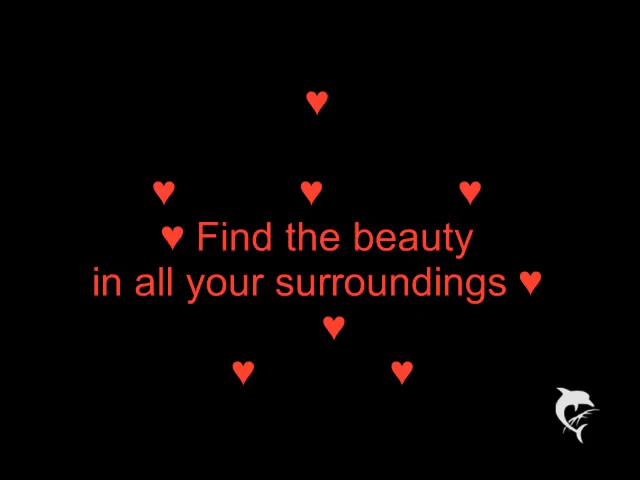 ♥
♥ ♥ ♥
♥ Find the beauty
in all your surroundings ♥
♥
♥ ♥